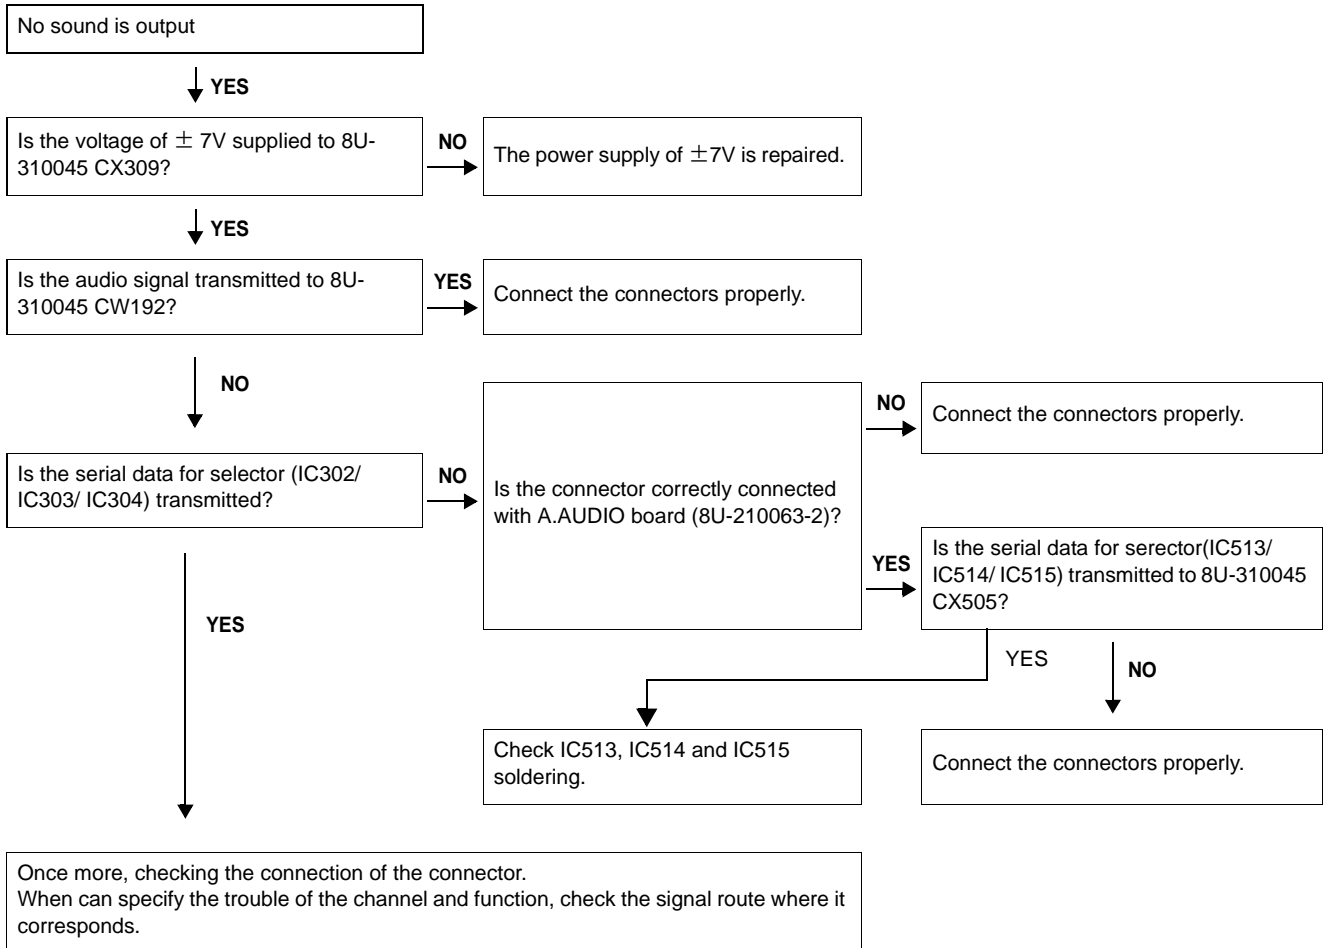 No sound is output
YES
Is the voltage of ± 7V supplied to 8U-
310045 CX309?
NO
The power supply of ±7V is repaired.
YES
Is the audio signal transmitted to 8U-
310045 CW192?
YES
Connect the connectors properly.
NO
Is the serial data for selector (IC302/
IC303/ IC304) transmitted?
NO
Is the connector correctly connected
with A.AUDIO board (8U-210063-2)?
NO
Connect the connectors properly.
YES
Is the serial data for serector(IC513/
IC514/ IC515) transmitted to 8U-310045
CX505?
YES
NO
Check IC513, IC514 and IC515
soldering.
Connect the connectors properly.
YES
Once more, checking the connection of the connector.
When can specify the trouble of the channel and function, check the signal route where it
corresponds.